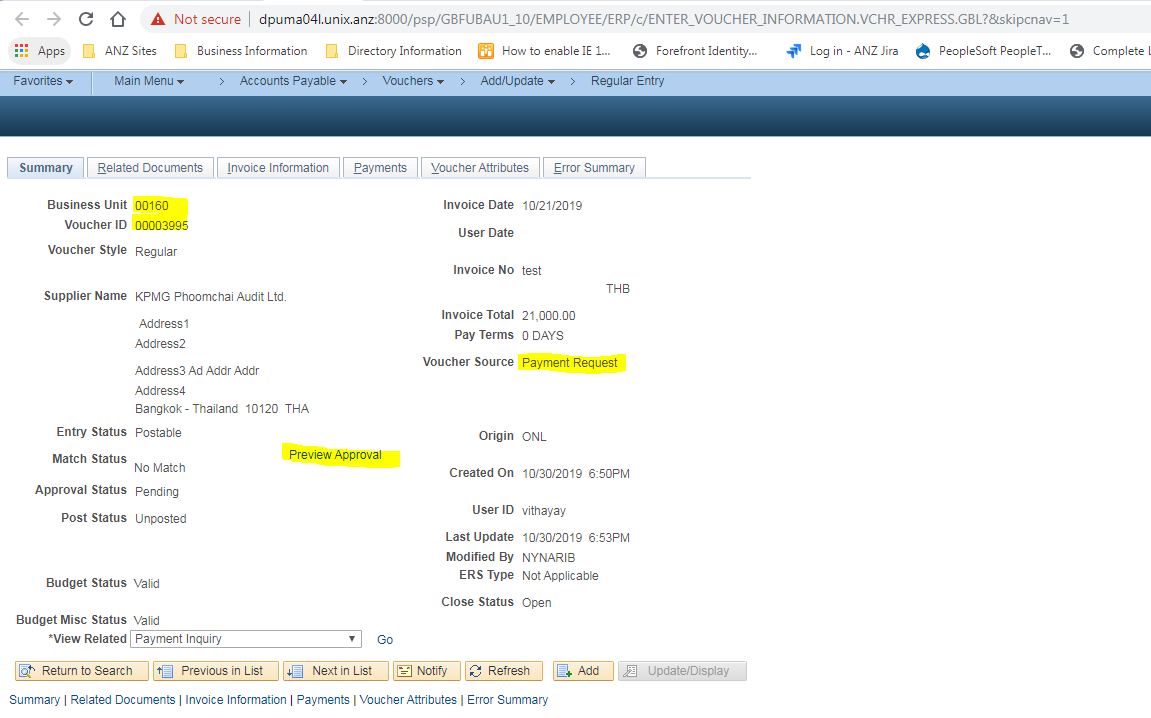 Not secure | dpuma04l.unix.anz:8000/psp/GBFUBAU1_10/EMPLOYEE/ERP/c/ENTER_VOUCHER_INFORMATION.VCHR_EXPRESS.GBL?&skipcnav=1
Apps ANZ Sites Business Information Directory Information How to enable IE 1... Forefront Identity... Log in - ANZ Jira PeopleSoft PeopleT... Complete L
Favorites Main Menu > Accounts Payable > Vouchers > Add/Update > Regular Entry
Summary Related Documents Invoice Information Payments Voucher Attributes Error Summary
Business Unit 00160 Invoice Date 10/21/2019
Voucher ID 00003995
User Date
Voucher Style Regular
Invoice No test
THB
Supplier Name KPMG Phoomchai Audit Ltd.
Invoice Total 21,000.00
Address1
Pay Terms 0 DAYS
Address2
Voucher Source Payment Request
Address3 Ad Addr Addr
Address4
Bangkok - Thailand 10120 THA
Entry Status Postable
Origin ONL
Preview Approval
Match Status No Match
Created On 10/30/2019 6:50PM
Approval Status Pending
User ID vithayay
Post Status Unposted
Last Update 10/30/2019 6:53PM
Modified By NYNARIB
ERS Type Not Applicable
Budget Status Valid
Close Status Open
Budget Misc Status Valid
*View Related Payment Inquiry Go
Return to Search Previous in List Next in List Notify Refresh Add Update/Display
Summary | Related Documents | Invoice Information | Payments | Voucher Attributes | Error Summary